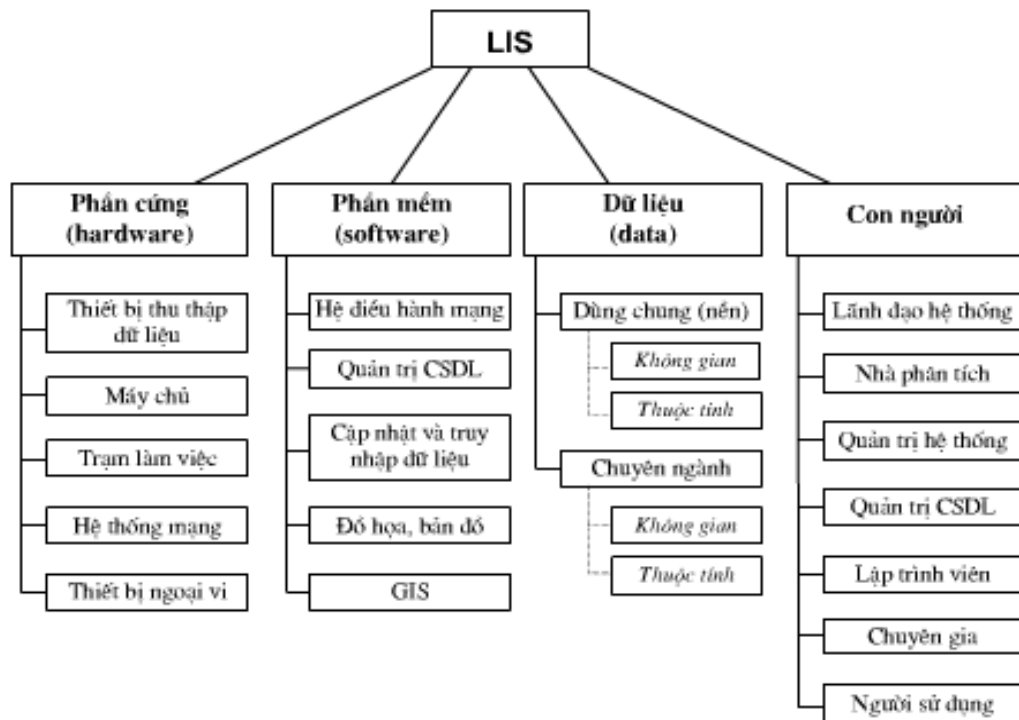 LIS
Phần cứng
(hardware)
Thiết bị thu thập
dữ liệu
Máy chủ
Trạm làm việc
Hệ thống mạng
Thiết bị ngoại vi
Phần mềm
(software)
Hệ điều hành mạng
Quản trị CSDL
Cập nhật và truy
nhập dữ liệu
Đồ họa, bản đồ
GIS
Dữ liệu
(data)
Dùng chung (nền)
Không gian
Thuộc tính
Chuyên ngành
Không gian
Thuộc tính
Con người
Lãnh đạo hệ thống
Nhà phân tích
Quản trị hệ thống
Quản trị CSDL
Lập trình viên
Chuyên gia
Người sử dụng